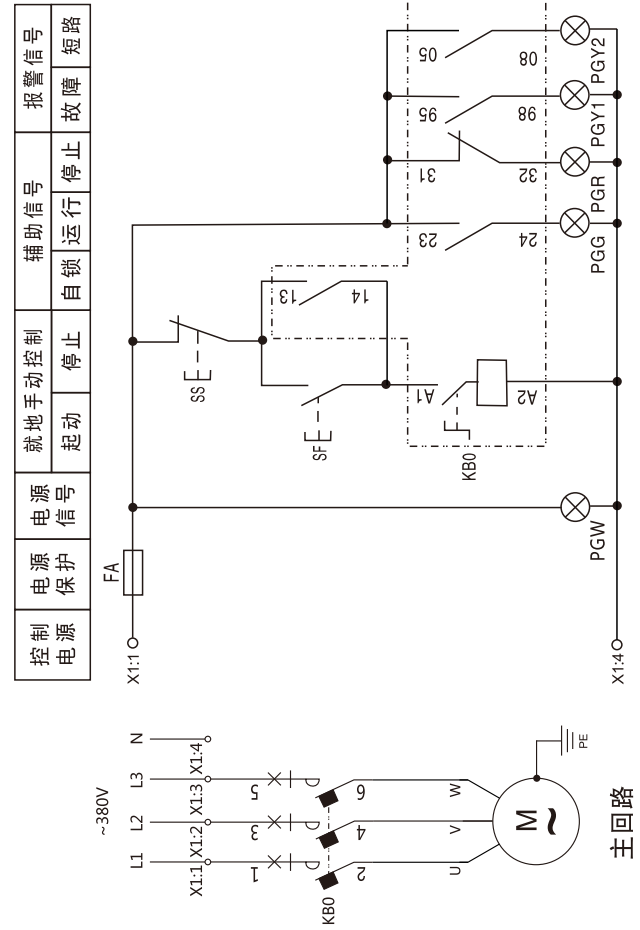 控制电源
电源保护
电源信号
就地手动控制
起动
停止
辅助信号
自锁
运行
停止
报警信号
故障
短路
X1:1
FA
SS
SF
13
14
A1
A2
KB0
23
24
31
32
95
98
05
08
PGW
PGG
PGR
PGY1
PGY2
X1:4
~380V
L1
L2
L3
N
X1:1
X1:2
X1:3
X1:4
1
3
5
KB0
2
4
6
U
V
W
M
~
PE
主回路